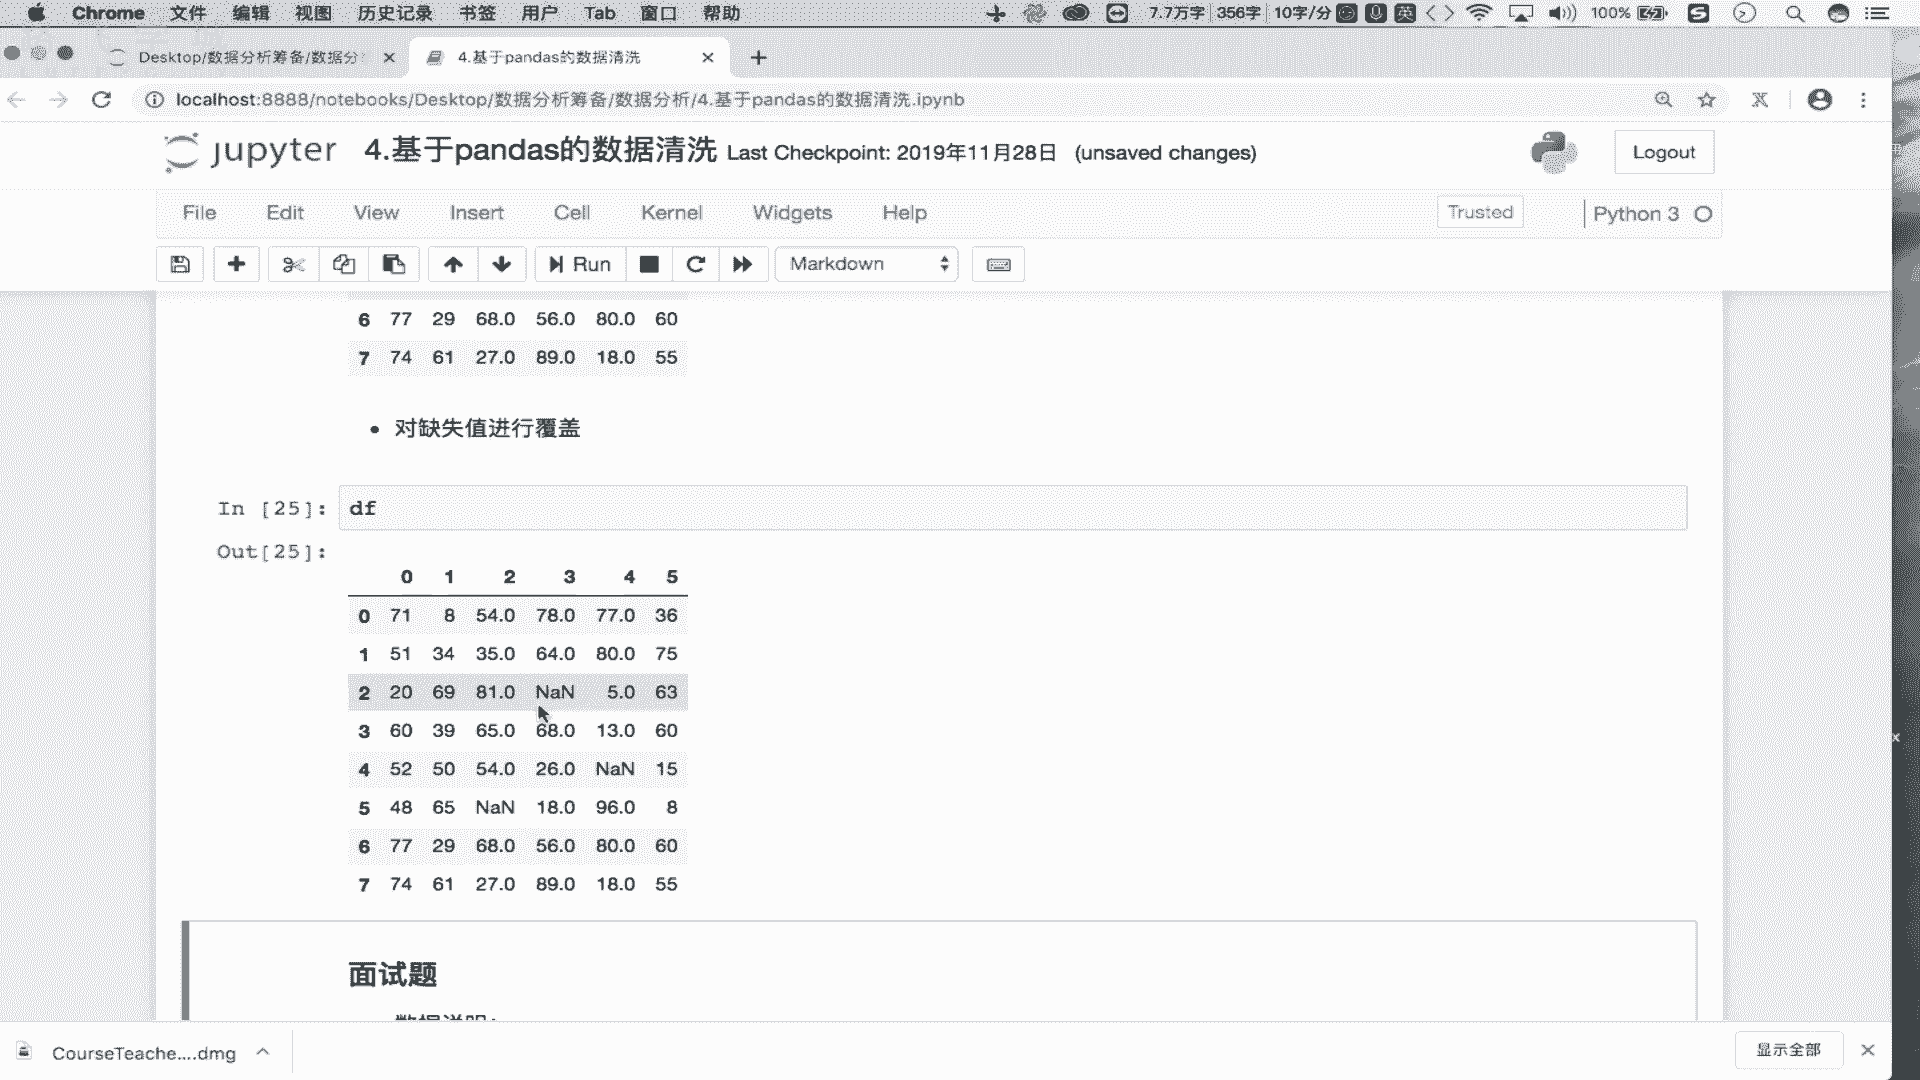 Chrome 文件 编辑 视图 历史记录 书签 用户 Tab 窗口 帮助 7.7万字 356字 10字/分 英 100%
Desktop/数据分析筹备/数据分 4.基于pandas的数据清洗
localhost:8888/notebooks/Desktop/数据分析筹备/数据分析/4.基于pandas的数据清洗.ipynb
jupyter 4.基于pandas的数据清洗 Last Checkpoint: 2019年11月28日 (unsaved changes) Logout
File Edit View Insert Cell Kernel Widgets Help Trusted Python 3
Run Markdown
6 77 29 68.0 56.0 80.0 60
7 74 61 27.0 89.0 18.0 55
• 对缺失值进行覆盖
In [25]: df
Out[25]:
0 1 2 3 4 5
0 71 8 54.0 78.0 77.0 36
1 51 34 35.0 64.0 80.0 75
2 20 69 81.0 NaN 5.0 63
3 60 39 65.0 68.0 13.0 60
4 52 50 54.0 26.0 NaN 15
5 48 65 NaN 18.0 96.0 8
6 77 29 68.0 56.0 80.0 60
7 74 61 27.0 89.0 18.0 55
面试题
CourseTeache....dmg 显示全部